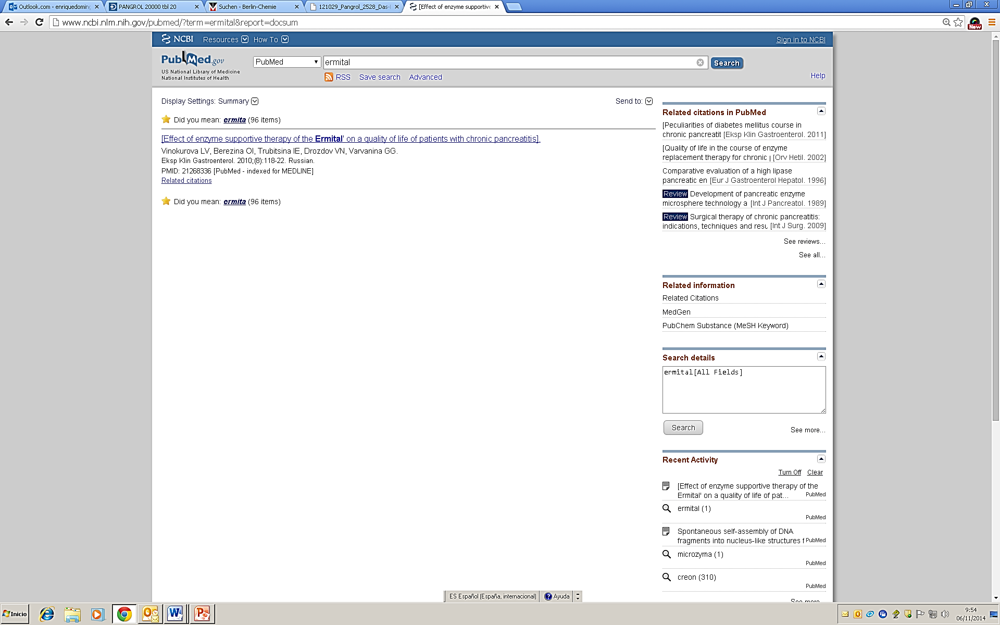 Outlook.com - enriquedoming
PANGROL 20000 tbl 20
Suchen - Berlin-Chemie
121029_Pangrol_2528_Das-
[Effect of enzyme supportive
www.ncbi.nlm.nih.gov/pubmed/?term=ermital&report=docsum
New
NCBI Resources How To
Sign in to NCBI
PubMed.gov
US National Library of Medicine
National Institutes of Health
PubMed
ermital
Search
RSS Save search Advanced
Help
Display Settings: Summary
Send to:
Did you mean: ermita (96 items)
[Effect of enzyme supportive therapy of the Ermital' on a quality of life of patients with chronic pancreatitis].
Vinokurova LV, Berezina OI, Trubitsina IE, Drozdov VN, Varvanina GG.
Eksp Klin Gastroenterol. 2010;(8):118-22. Russian.
PMID: 21268336 [PubMed - indexed for MEDLINE]
Related citations
Did you mean: ermita (96 items)
Related citations in PubMed
[Peculiarities of diabetes mellitus course in
chronic pancreatit [Eksp Klin Gastroenterol. 2011]
[Quality of life in the course of enzyme
replacement therapy for chronic [Orv Hetil. 2002]
Comparative evaluation of a high lipase
pancreatic en [Eur J Gastroenterol Hepatol. 1996]
Review Development of pancreatic enzyme
microsphere technology a [Int J Pancreatol. 1989]
Review Surgical therapy of chronic pancreatitis:
indications, techniques and resu [Int J Surg. 2009]
See reviews...
See all...
Related information
Related Citations
MedGen
PubChem Substance (MeSH Keyword)
Search details
ermital[All Fields]
Search
See more...
Recent Activity
Turn Off Clear
[Effect of enzyme supportive therapy of the
Ermital' on a quality of life of pat... PubMed
ermital (1)
PubMed
Spontaneous self-assembly of DNA
fragments into nucleus-like structures f PubMed
microzyma (1)
PubMed
creon (310)
PubMed
See more...
ES Español (España, internacional) Ayuda
Inicio
9:54
06/11/2014